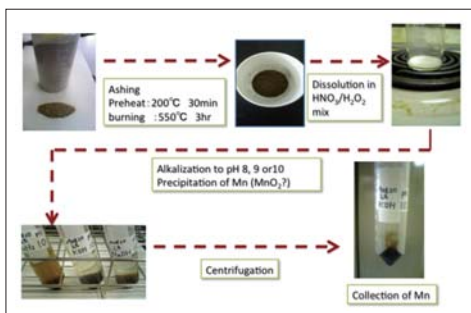 Ashing
Preheat：200℃ 30min
burning ：550℃ 3hr
Dissolution in
HNO₃/H₂O₂
mix
Alkalization to pH 8, 9 or10
Precipitation of Mn (MnO₂?)
Centrifugation
Collection of Mn